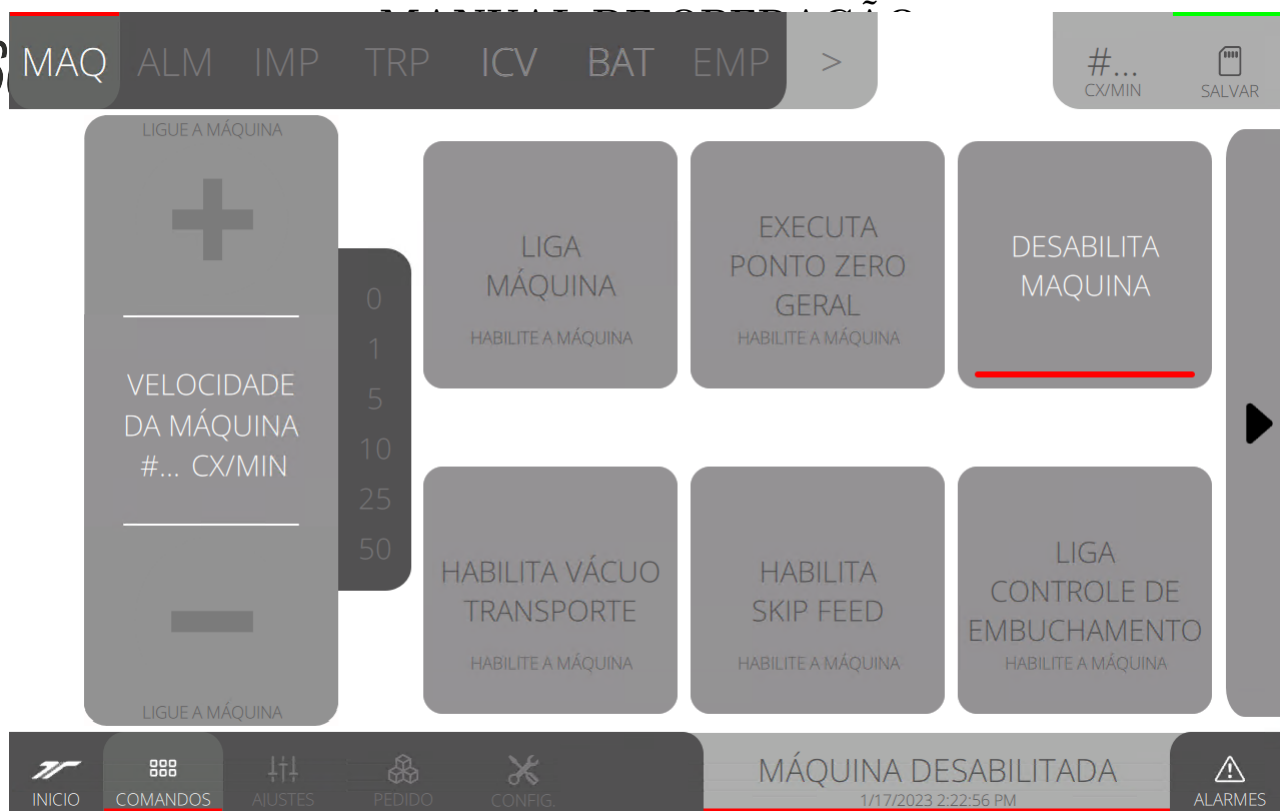 MANUAL DE OPERAÇÃO
MAQ ALM IMP TRP ICV BAT EMP >
#...
CX/MIN
SALVAR
LIGUE A MÁQUINA
+
VELOCIDADE
DA MÁQUINA
#... CX/MIN
−
LIGUE A MÁQUINA
0
1
5
10
25
50
LIGA
MÁQUINA
HABILITE A MÁQUINA
EXECUTA
PONTO ZERO
GERAL
HABILITE A MÁQUINA
DESABILITA
MAQUINA
HABILITA VÁCUO
TRANSPORTE
HABILITE A MÁQUINA
HABILITA
SKIP FEED
HABILITE A MÁQUINA
LIGA
CONTROLE DE
EMBUCHAMENTO
HABILITE A MÁQUINA
INICIO
COMANDOS
AJUSTES
PEDIDO
CONFIG.
MÁQUINA DESABILITADA
1/17/2023 2:22:56 PM
ALARMES